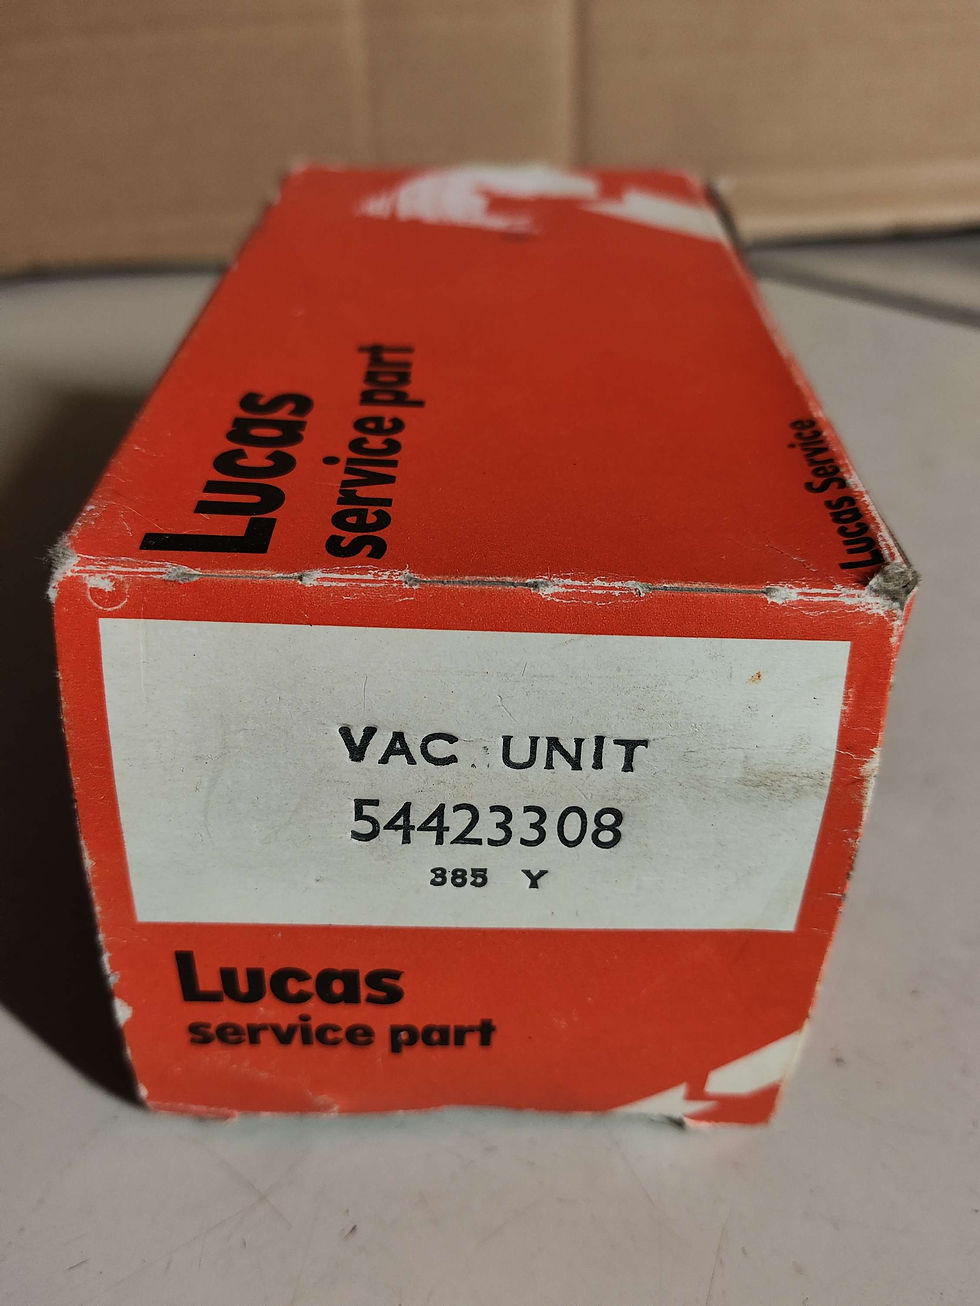 Lucas
service part
Lucas Service
VAC. UNIT
54423308
385 Y
Lucas
service part